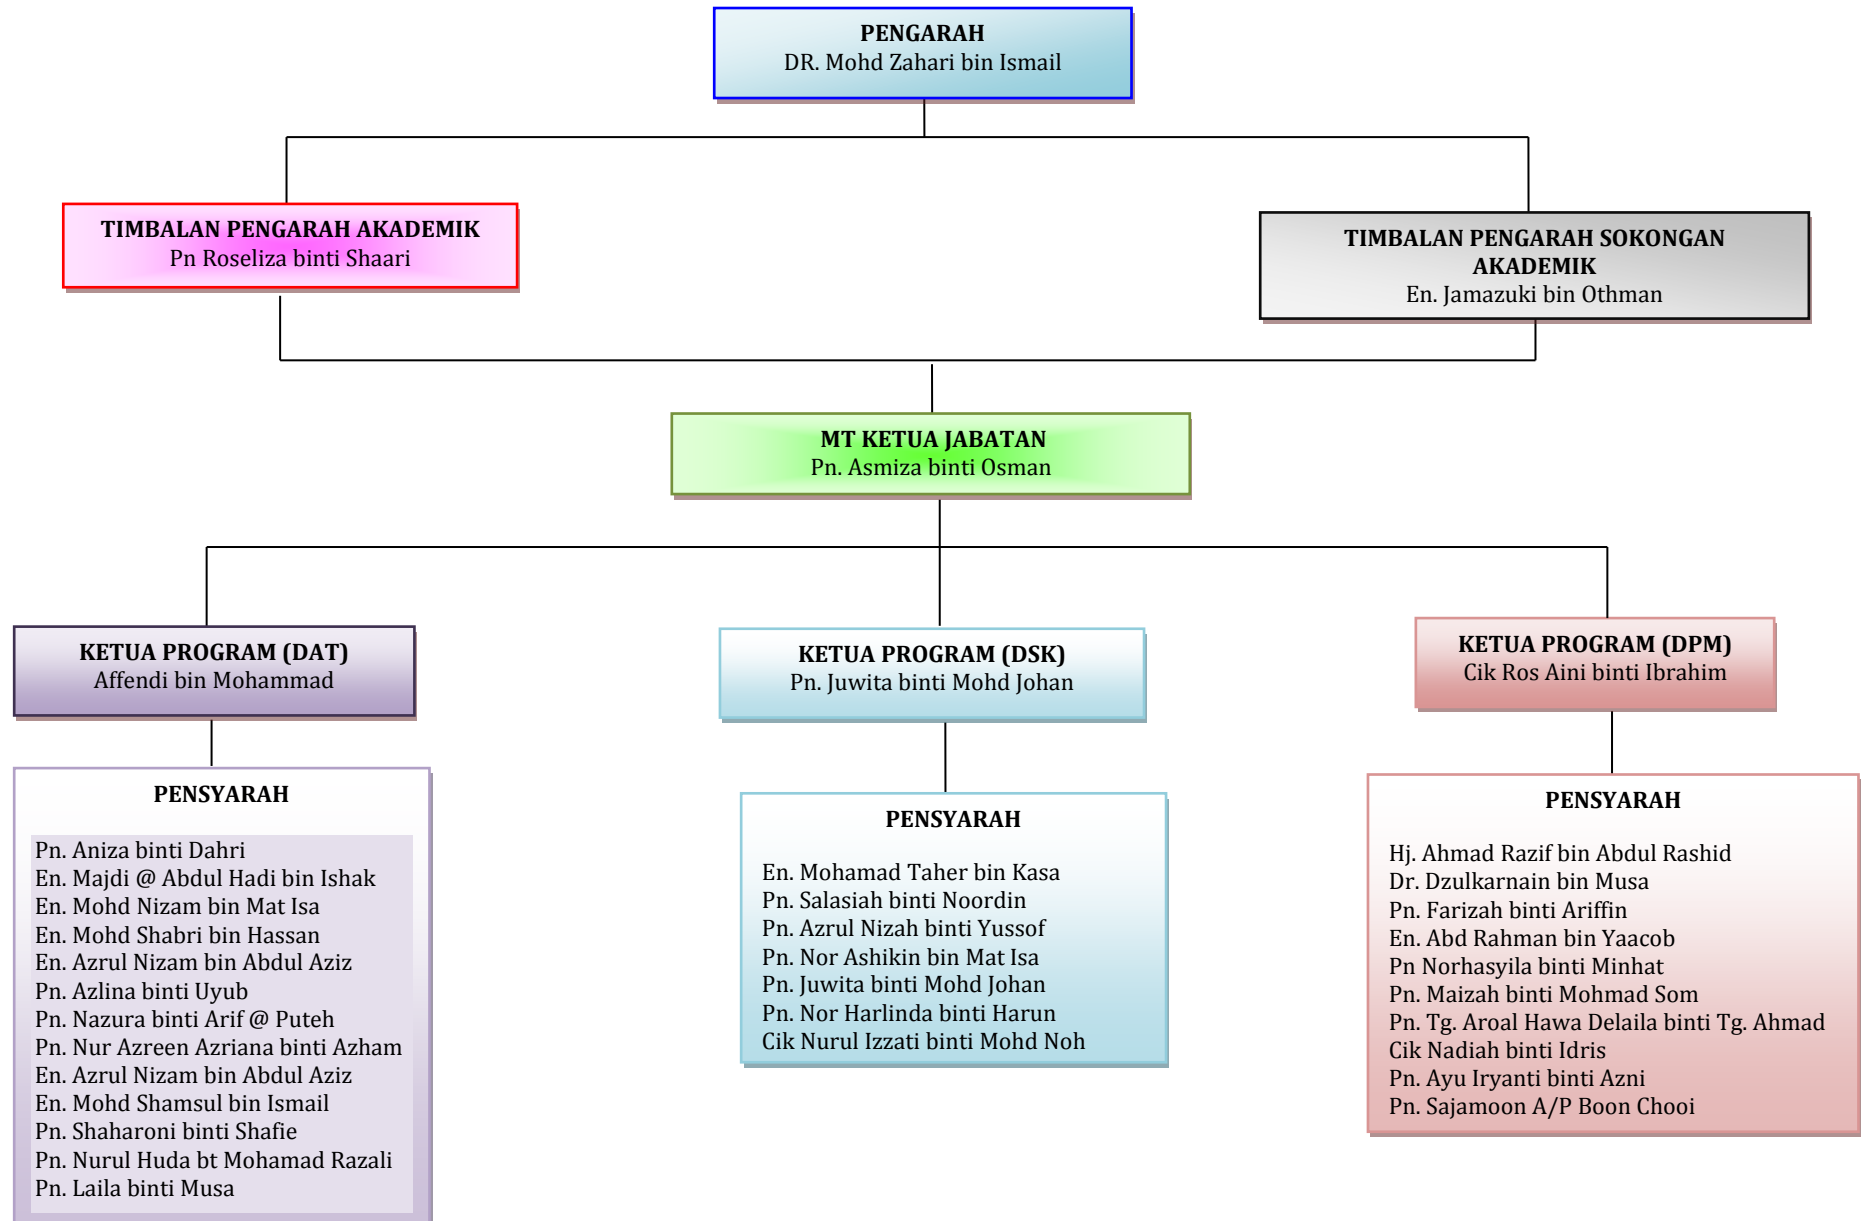 PENGARAH
DR. Mohd Zahari bin Ismail
TIMBALAN PENGARAH AKADEMIK
Pn Roseliza binti Shaari
TIMBALAN PENGARAH SOKONGAN
AKADEMIK
En. Jamazuki bin Othman
MT KETUA JABATAN
Pn. Asmiza binti Osman
KETUA PROGRAM (DAT)
Affendi bin Mohammad
KETUA PROGRAM (DSK)
Pn. Juwita binti Mohd Johan
KETUA PROGRAM (DPM)
Cik Ros Aini binti Ibrahim
PENSYARAH
Pn. Aniza binti Dahri
En. Majdi @ Abdul Hadi bin Ishak
En. Mohd Nizam bin Mat Isa
En. Mohd Shabri bin Hassan
En. Azrul Nizam bin Abdul Aziz
Pn. Azlina binti Uyub
Pn. Nazura binti Arif @ Puteh
Pn. Nur Azreen Azriana binti Azham
En. Azrul Nizam bin Abdul Aziz
En. Mohd Shamsul bin Ismail
Pn. Shaharoni binti Shafie
Pn. Nurul Huda bt Mohamad Razali
Pn. Laila binti Musa
PENSYARAH
En. Mohamad Taher bin Kasa
Pn. Salasiah binti Noordin
Pn. Azrul Nizah binti Yussof
Pn. Nor Ashikin bin Mat Isa
Pn. Juwita binti Mohd Johan
Pn. Nor Harlinda binti Harun
Cik Nurul Izzati binti Mohd Noh
PENSYARAH
Hj. Ahmad Razif bin Abdul Rashid
Dr. Dzulkarnain bin Musa
Pn. Farizah binti Ariffin
En. Abd Rahman bin Yaacob
Pn Norhasyila binti Minhat
Pn. Maizah binti Mohmad Som
Pn. Tg. Aroal Hawa Delaila binti Tg. Ahmad
Cik Nadiah binti Idris
Pn. Ayu Iryanti binti Azni
Pn. Sajamoon A/P Boon Chooi